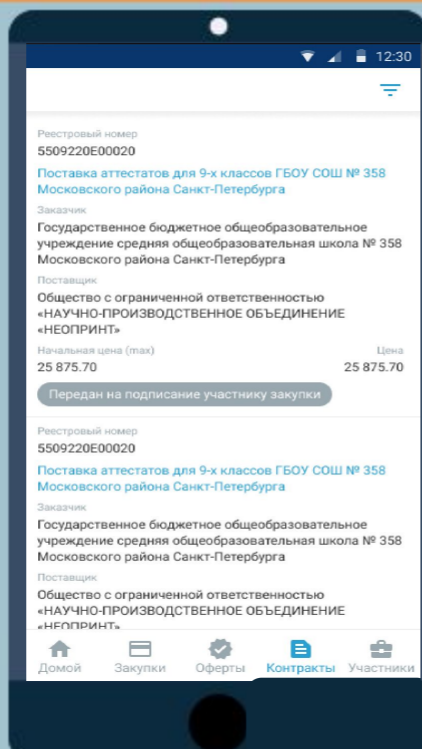 12:30
Реестровый номер
5509220E00020
Поставка аттестатов для 9-х классов ГБОУ СОШ № 358
Московского района Санкт-Петербурга
Заказчик
Государственное бюджетное общеобразовательное
учреждение средняя общеобразовательная школа № 358
Московского района Санкт-Петербурга
Поставщик
Общество с ограниченной ответственностью
«НАУЧНО-ПРОИЗВОДСТВЕННОЕ ОБЪЕДИНЕНИЕ
«НЕОПРИНТ»
Начальная цена (max) Цена
25 875.70 25 875.70
Передан на подписание участнику закупки
Реестровый номер
5509220E00020
Поставка аттестатов для 9-х классов ГБОУ СОШ № 358
Московского района Санкт-Петербурга
Заказчик
Государственное бюджетное общеобразовательное
учреждение средняя общеобразовательная школа № 358
Московского района Санкт-Петербурга
Поставщик
Общество с ограниченной ответственностью
«НАУЧНО-ПРОИЗВОДСТВЕННОЕ ОБЪЕДИНЕНИЕ
«НЕОПРИНТ»
Домой Закупки Оферты Контракты Участники